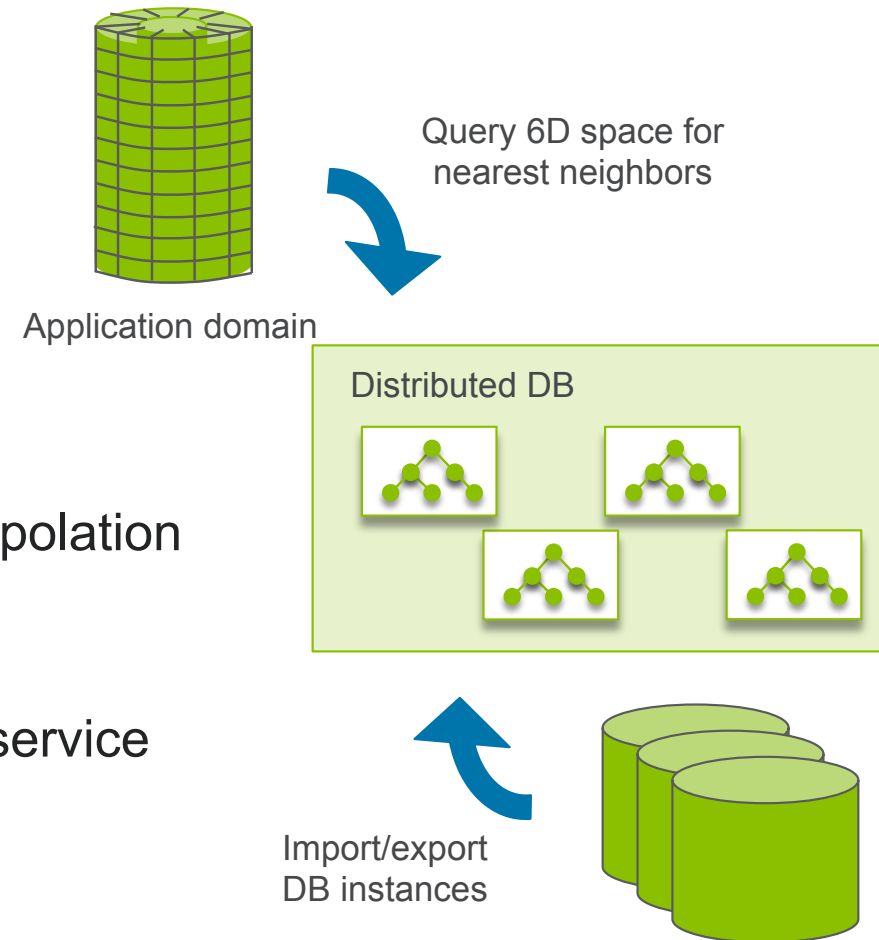 Query 6D space for
nearest neighbors
Application domain
Distributed DB
polation
service
Import/export
DB instances